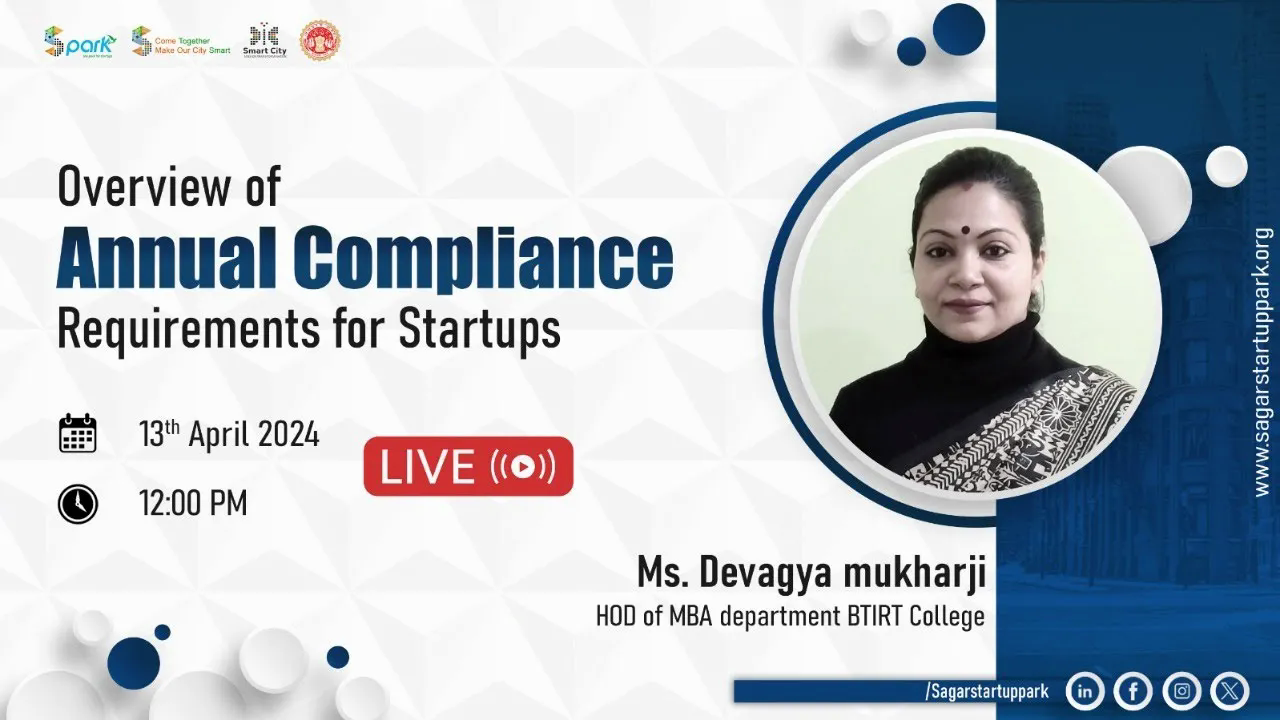 Spark
Come Together
Make Our City Smart
Smart City
Overview of
Annual Compliance
Requirements for Startups
13th April 2024
LIVE
12:00 PM
Ms. Devagya mukharji
HOD of MBA department BTIRT College
/Sagarstartuppark
www.sagarstartuppark.org